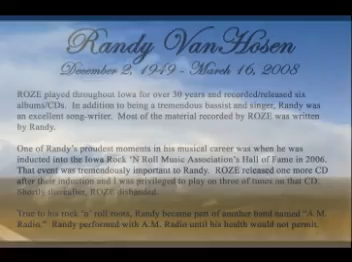 Randy VanHosen
December 2, 1949 - March 16, 2008
ROZE played throughout Iowa for over 30 years and recorded/released six
albums/CDs. In addition to being a tremendous bassist and singer, Randy was
an excellent song-writer. Most of the material recorded by ROZE was written
by Randy.
One of Randy's proudest moments in his musical career was when he was
inducted into the Iowa Rock 'N Roll Music Association's Hall of Fame in 2006.
That event was tremendously important to Randy. ROZE released one more CD
after their induction and I was privileged to play on three of tunes on that CD.
Shortly thereafter, ROZE disbanded.
True to his rock 'n' roll roots, Randy became part of another band named "A.M.
Radio." Randy performed with A.M. Radio until his health would not permit.